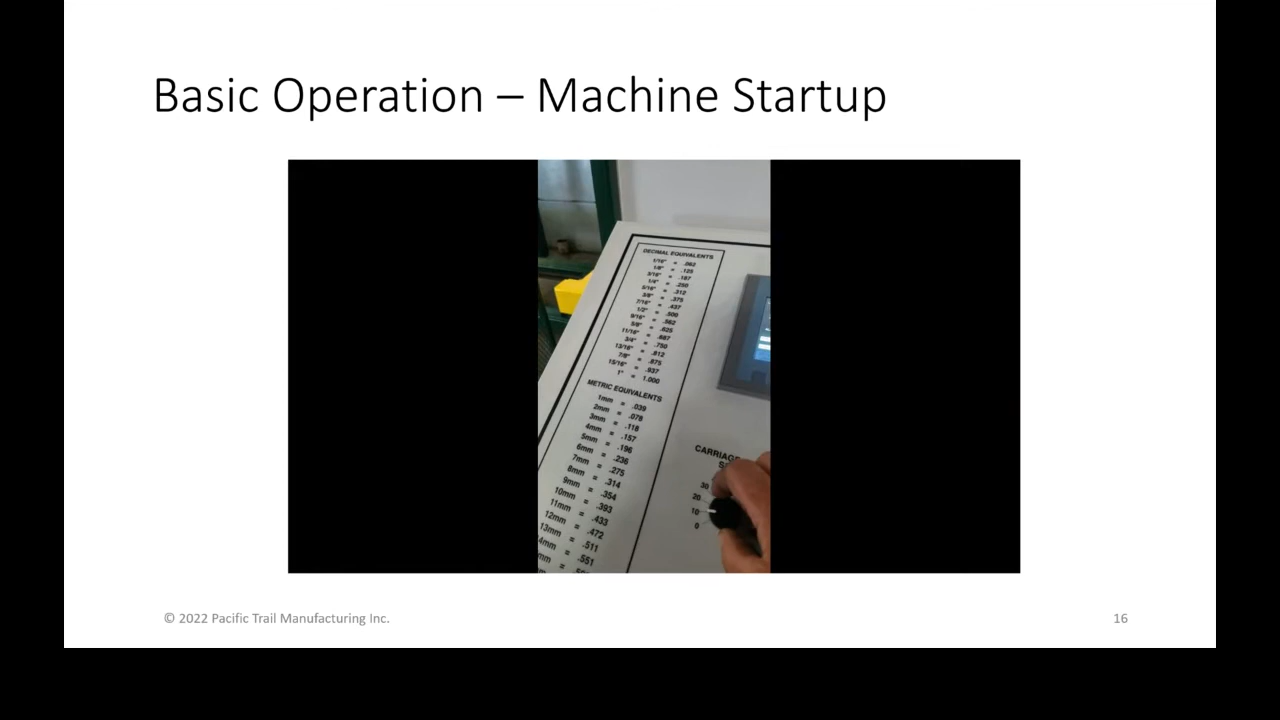 Basic Operation – Machine Startup
DECIMAL EQUIVALENTS
1/16" = .062
1/8" = .125
3/16" = .187
1/4" = .250
5/16" = .312
3/8" = .375
7/16" = .437
1/2" = .500
9/16" = .562
5/8" = .625
11/16" = .687
3/4" = .750
13/16" = .812
7/8" = .875
15/16" = .937
1" = 1.000
METRIC EQUIVALENTS
1mm = .039
2mm = .078
3mm = .118
4mm = .157
5mm = .196
6mm = .236
7mm = .275
8mm = .314
9mm = .354
10mm = .393
11mm = .433
12mm = .472
13mm = .511
4mm = .551
mm =
CARRIAGE
30
20
10
0
© 2022 Pacific Trail Manufacturing Inc.
16